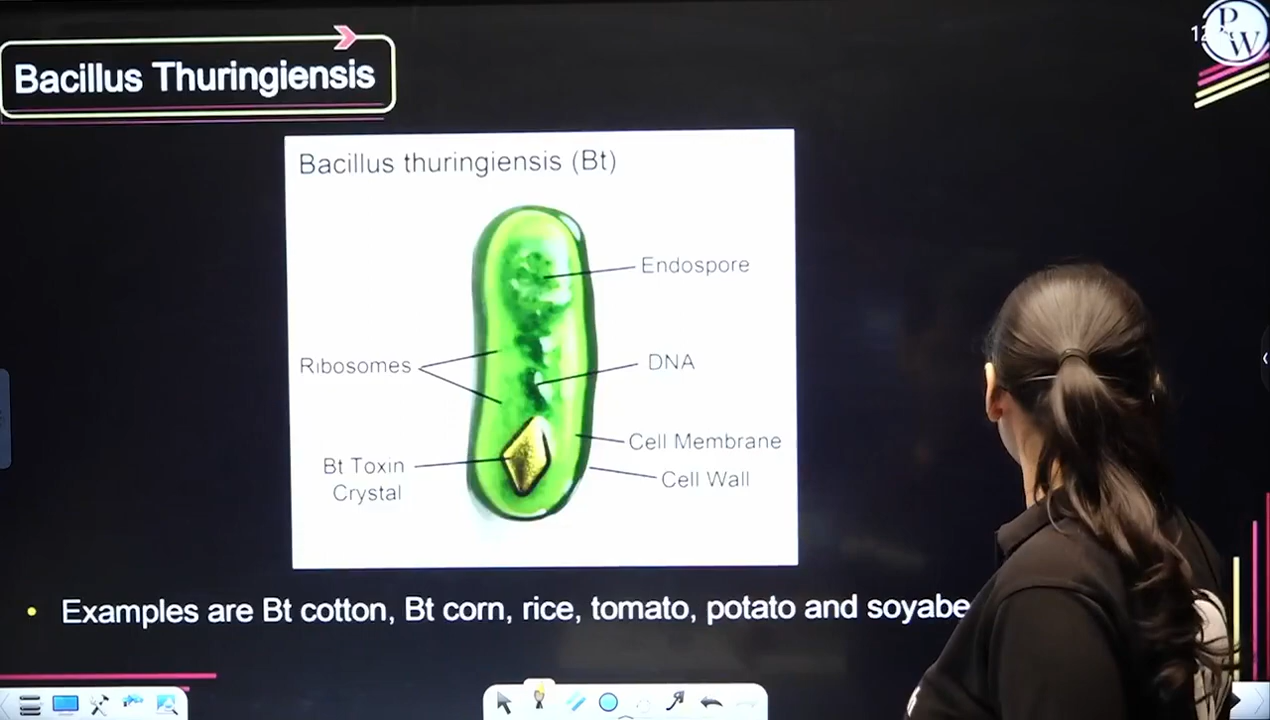 Bacillus Thuringiensis
PW
Bacillus thuringiensis (Bt)
Endospore
Ribosomes
DNA
Cell Membrane
Bt Toxin
Crystal
Cell Wall
• Examples are Bt cotton, Bt corn, rice, tomato, potato and soyabe